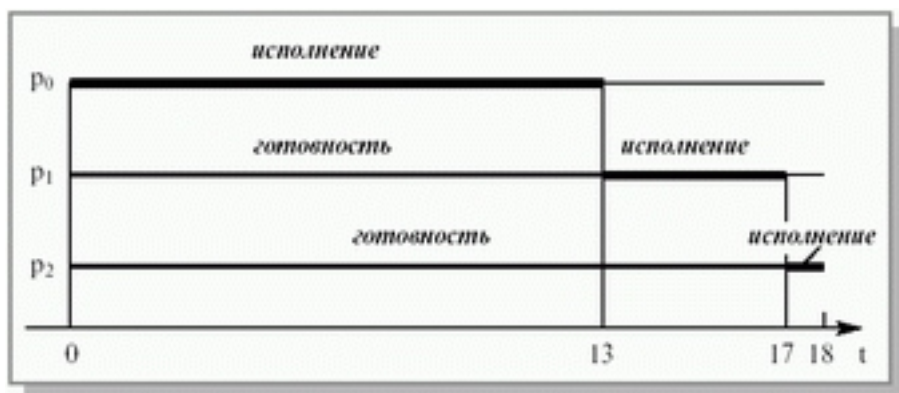 исполнение
p0
готовность исполнение
p1
готовность исполнение
p2
0 13 17 18 t